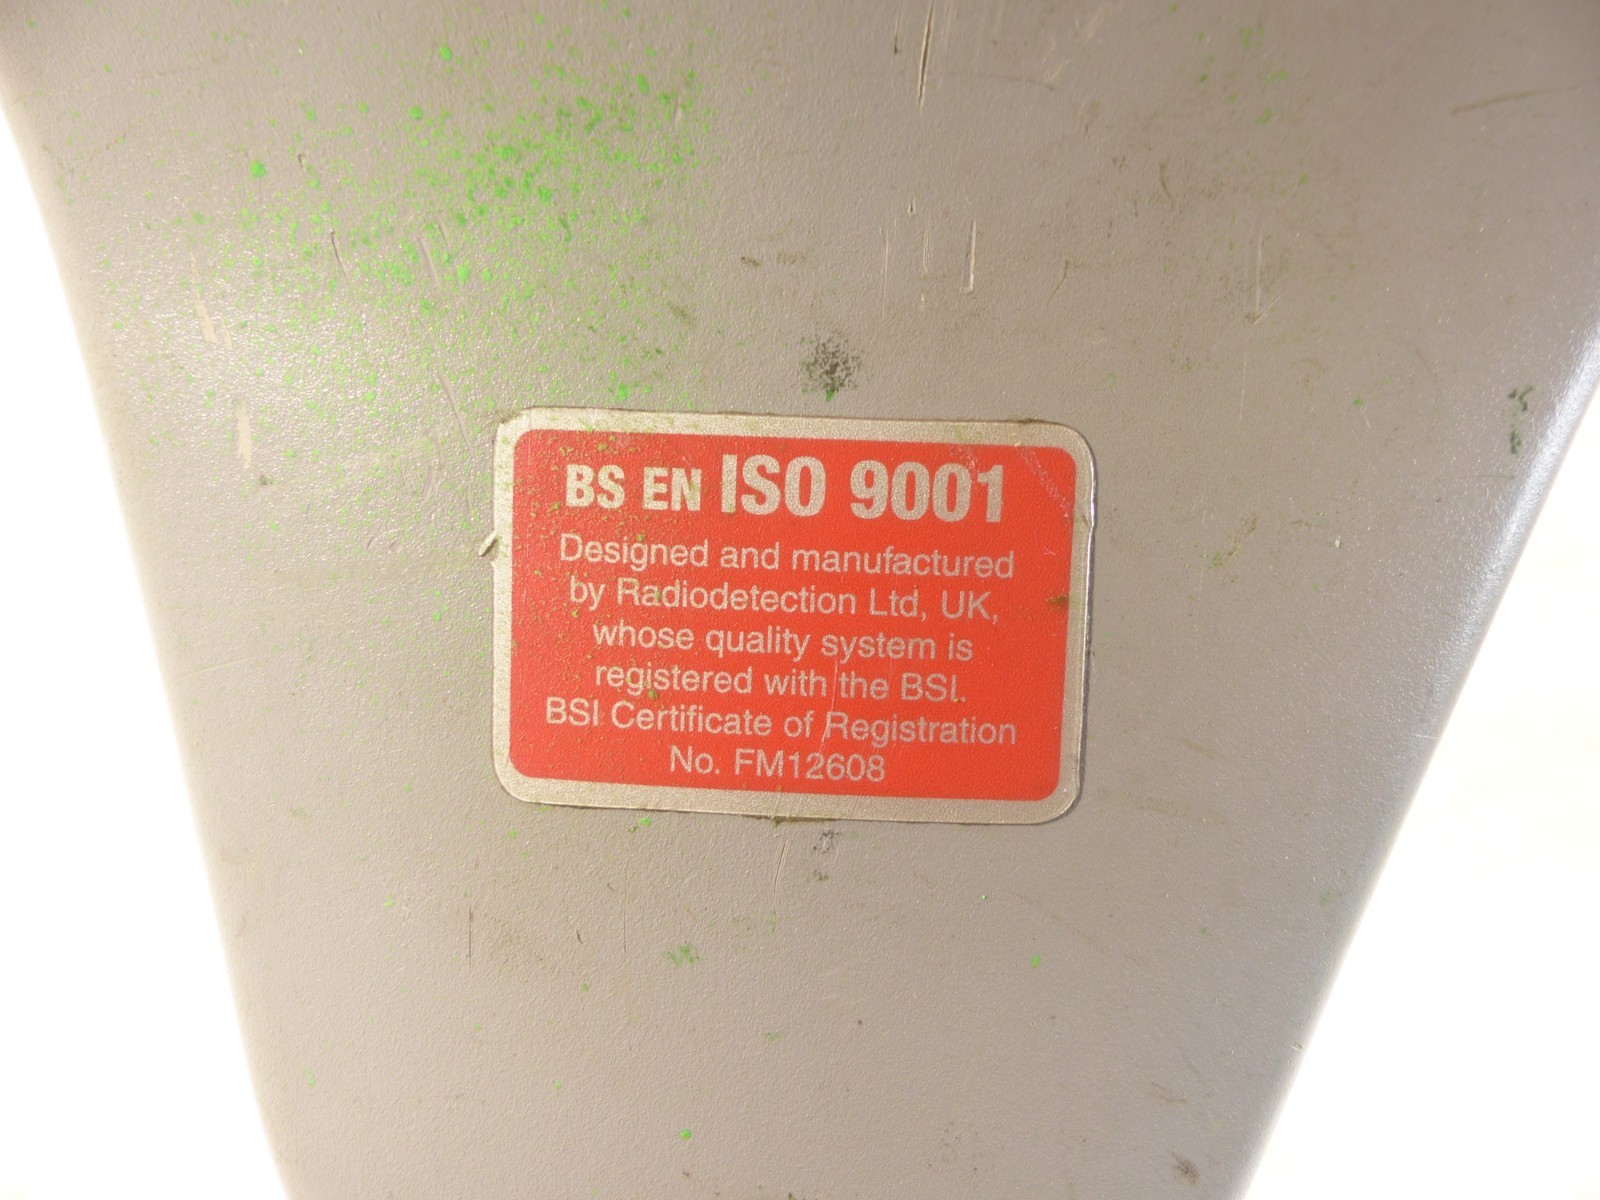 BS EN ISO 9001
Designed and manufactured
by Radiodetection Ltd, UK,
whose quality system is
registered with the BSI.
BSI Certificate of Registration
No. FM12608